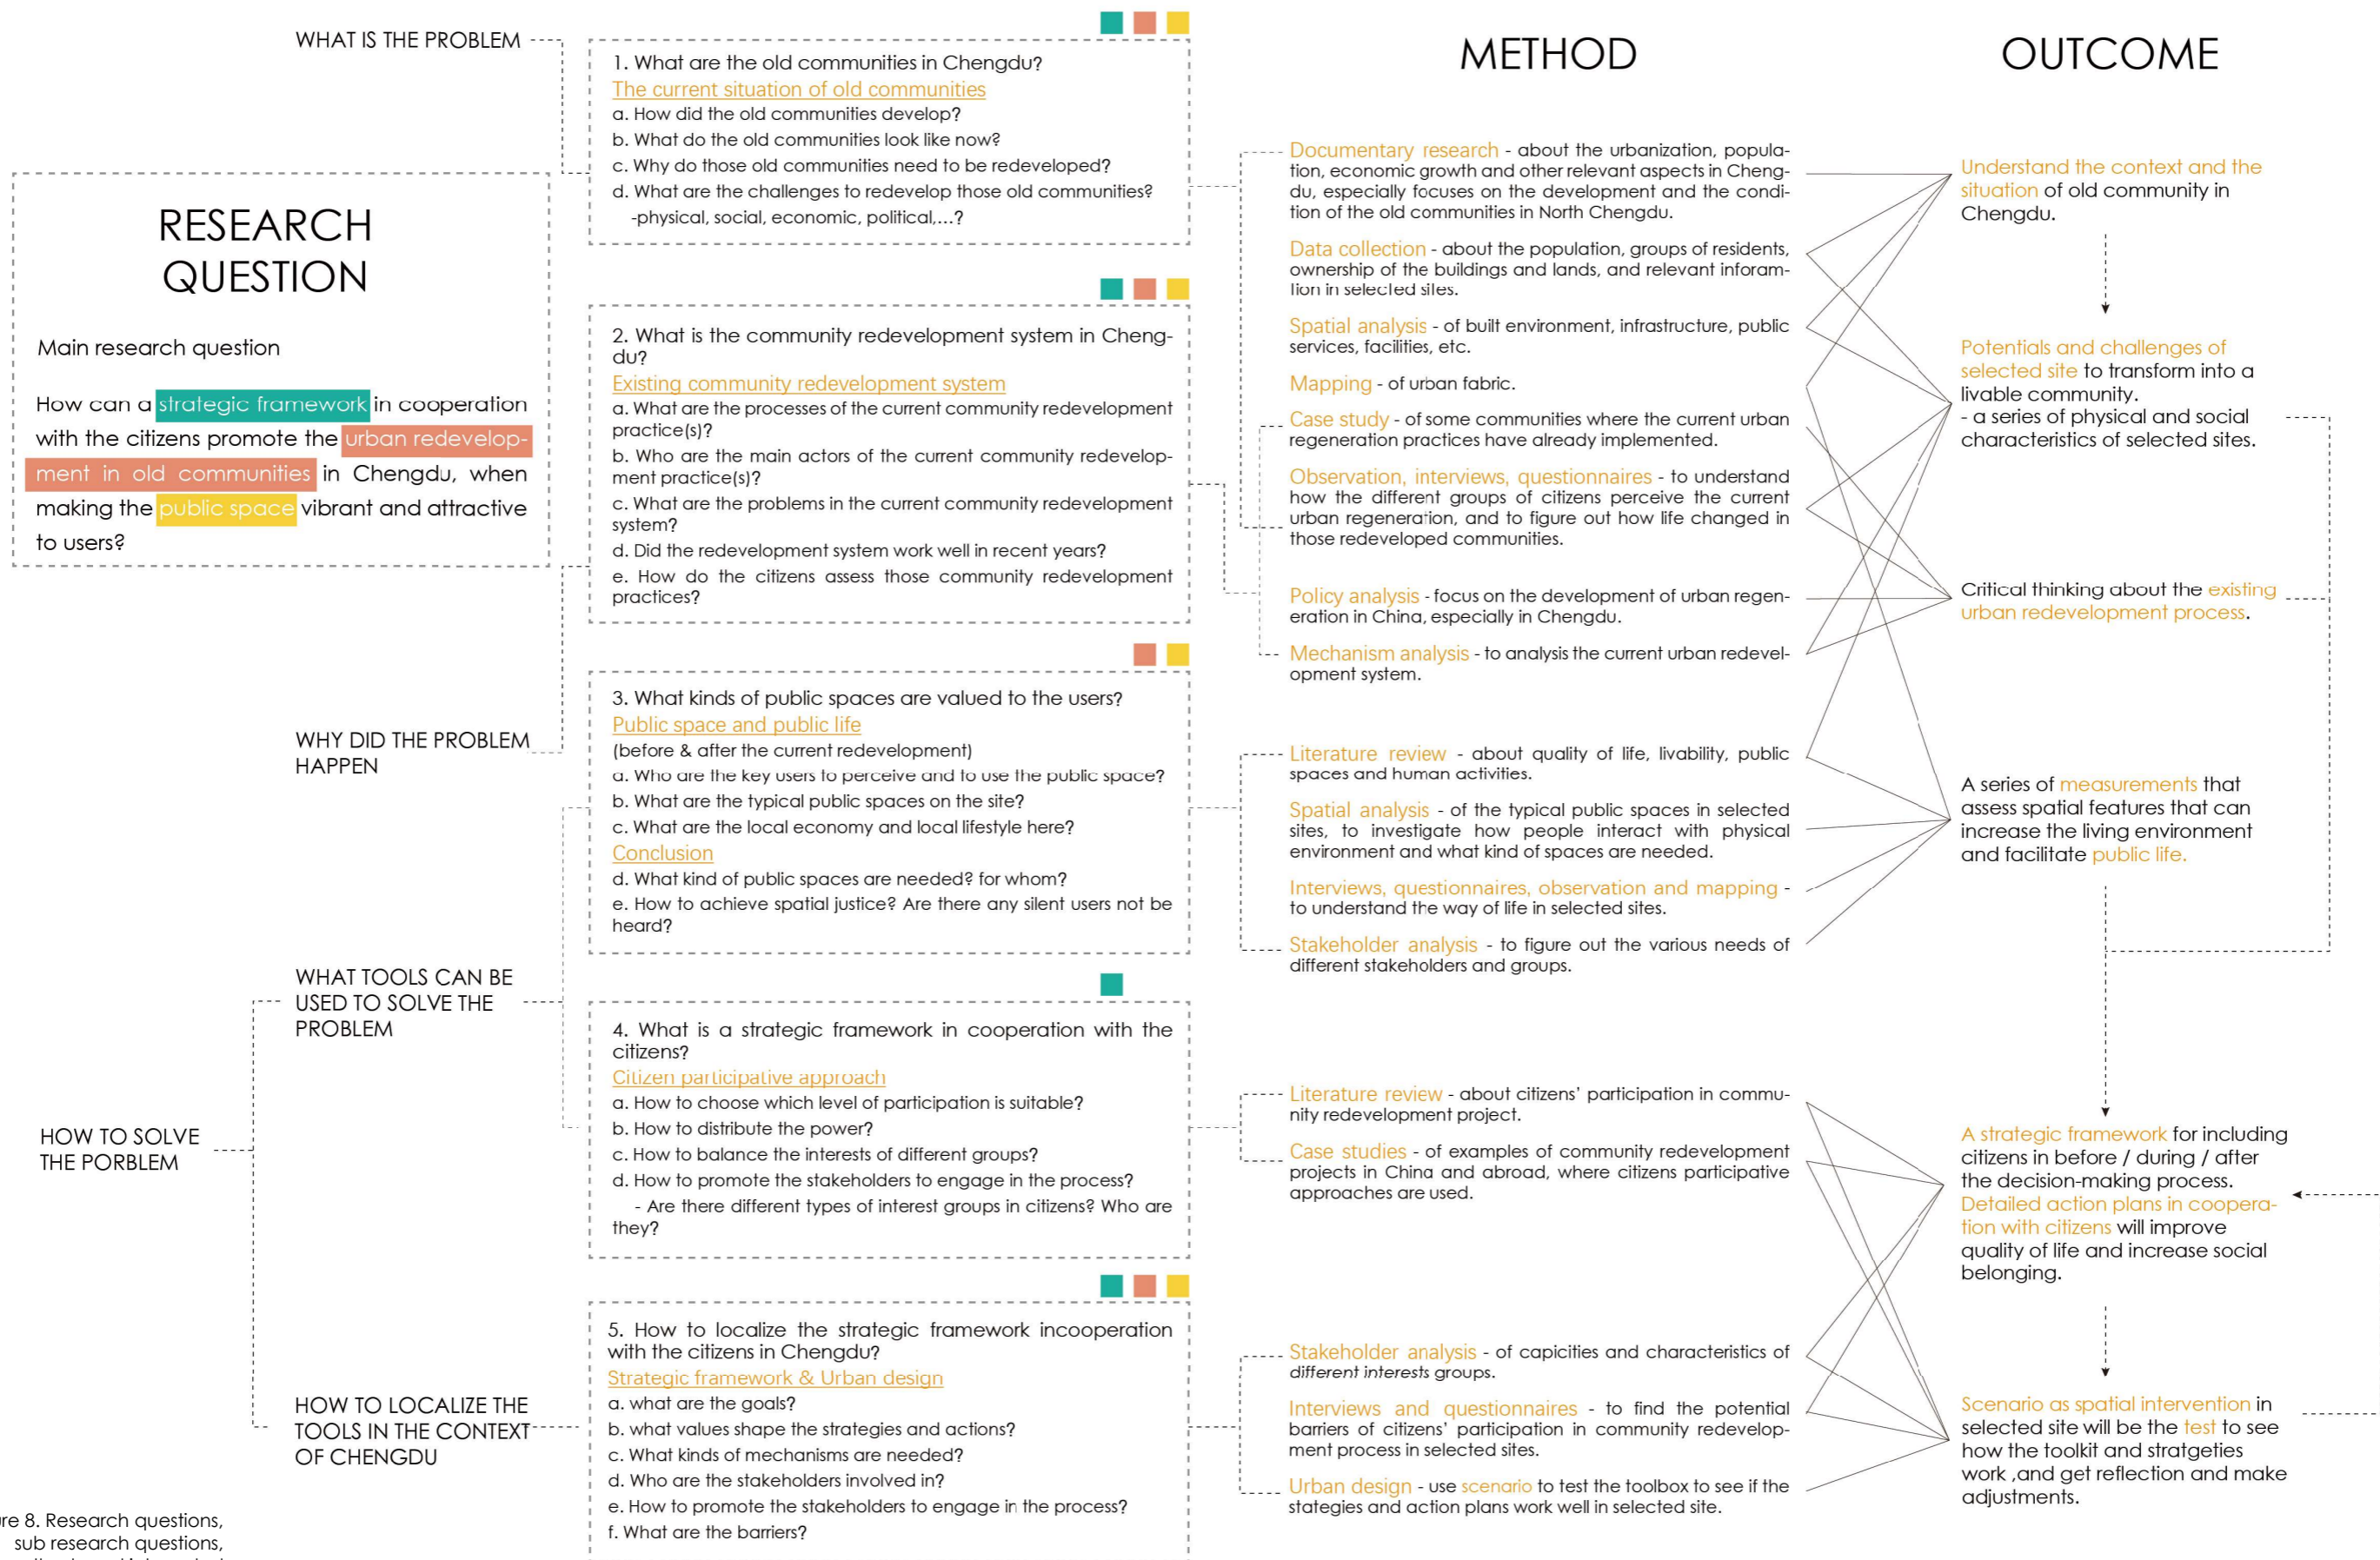 WHAT IS THE PROBLEM
RESEARCH
QUESTION
Main research question
How can a strategic framework in cooperation
with the citizens promote the urban redevelop-
ment in old communities in Chengdu, when
making the public space vibrant and attractive
to users?
WHY DID THE PROBLEM
HAPPEN
WHAT TOOLS CAN BE
USED TO SOLVE THE
PROBLEM
HOW TO SOLVE
THE PORBLEM
HOW TO LOCALIZE THE
TOOLS IN THE CONTEXT
OF CHENGDU
re 8. Research questions,
sub research questions,
1. What are the old communities in Chengdu?
The current situation of old communities
a. How did the old communities develop?
b. What do the old communities look like now?
c. Why do those old communities need to be redeveloped?
d. What are the challenges to redevelop those old communities?
-physical, social, economic, political,...?
2. What is the community redevelopment system in Cheng-
du?
Existing community redevelopment system
a. What are the processes of the current community redevelopment
practice(s)?
b. Who are the main actors of the current community redevelop-
ment practice(s)?
c. What are the problems in the current community redevelopment
system?
d. Did the redevelopment system work well in recent years?
e. How do the citizens assess those community redevelopment
practices?
3. What kinds of public spaces are valued to the users?
Public space and public life
(before & after the current redevelopment)
a. Who are the key users to perceive and to use the public space?
b. What are the typical public spaces on the site?
c. What are the local economy and local lifestyle here?
Conclusion
d. What kind of public spaces are needed? for whom?
e. How to achieve spatial justice? Are there any silent users not be
heard?
4. What is a strategic framework in cooperation with the
citizens?
Citizen participative approach
a. How to choose which level of participation is suitable?
b. How to distribute the power?
c. How to balance the interests of different groups?
d. How to promote the stakeholders to engage in the process?
- Are there different types of interest groups in citizens? Who are
they?
5. How to localize the strategic framework incooperation
with the citizens in Chengdu?
Strategic framework & Urban design
a. what are the goals?
b. what values shape the strategies and actions?
c. What kinds of mechanisms are needed?
d. Who are the stakeholders involved in?
e. How to promote the stakeholders to engage in the process?
f. What are the barriers?
METHOD
Documentary research - about the urbanization, popula-
tion, economic growth and other relevant aspects in Cheng-
du, especially focuses on the development and the condi-
tion of the old communities in North Chengdu.
Data collection - about the population, groups of residents,
ownership of the buildings and lands, and relevant inforam-
tion in selected sites.
Spatial analysis - of built environment, infrastructure, public
services, facilities, etc.
Mapping - of urban fabric.
Case study - of some communities where the current urban
regeneration practices have already implemented.
Observation, interviews, questionnaires - to understand
how the different groups of citizens perceive the current
urban regeneration, and to figure out how life changed in
those redeveloped communities.
Policy analysis - focus on the development of urban regen-
eration in China, especially in Chengdu.
Mechanism analysis - to analysis the current urban redevel-
opment system.
Literature review - about quality of life, livability, public
spaces and human activities.
Spatial analysis - of the typical public spaces in selected
sites, to investigate how people interact with physical
environment and what kind of spaces are needed.
Interviews, questionnaires, observation and mapping -
to understand the way of life in selected sites.
Stakeholder analysis - to figure out the various needs of
different stakeholders and groups.
Literature review - about citizens' participation in commu-
nity redevelopment project.
Case studies - of examples of community redevelopment
projects in China and abroad, where citizens participative
approaches are used.
Stakeholder analysis - of capicities and characteristics of
different interests groups.
Interviews and questionnaires - to find the potential
barriers of citizens' participation in community redevelop-
ment process in selected sites.
Urban design - use scenario to test the toolbox to see if the
stategies and action plans work well in selected site.
OUTCOME
Understand the context and the
situation of old community in
Chengdu.
Potentials and challenges of
selected site to transform into a
livable community.
- a series of physical and social
characteristics of selected sites.
Critical thinking about the existing
urban redevelopment process.
A series of measurements that
assess spatial features that can
increase the living environment
and facilitate public life.
A strategic framework for including
citizens in before / during / after
the decision-making process.
Detailed action plans in coopera-
tion with citizens will improve
quality of life and increase social
belonging.
Scenario as spatial intervention in
selected site will be the test to see
how the toolkit and stratgeties
work ,and get reflection and make
adjustments.